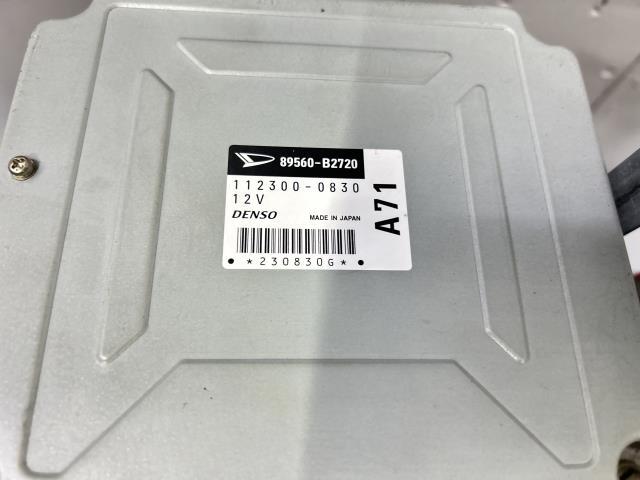 89560-B2720
112300-0830
12V
DENSO MADE IN JAPAN
A71
*230830G*